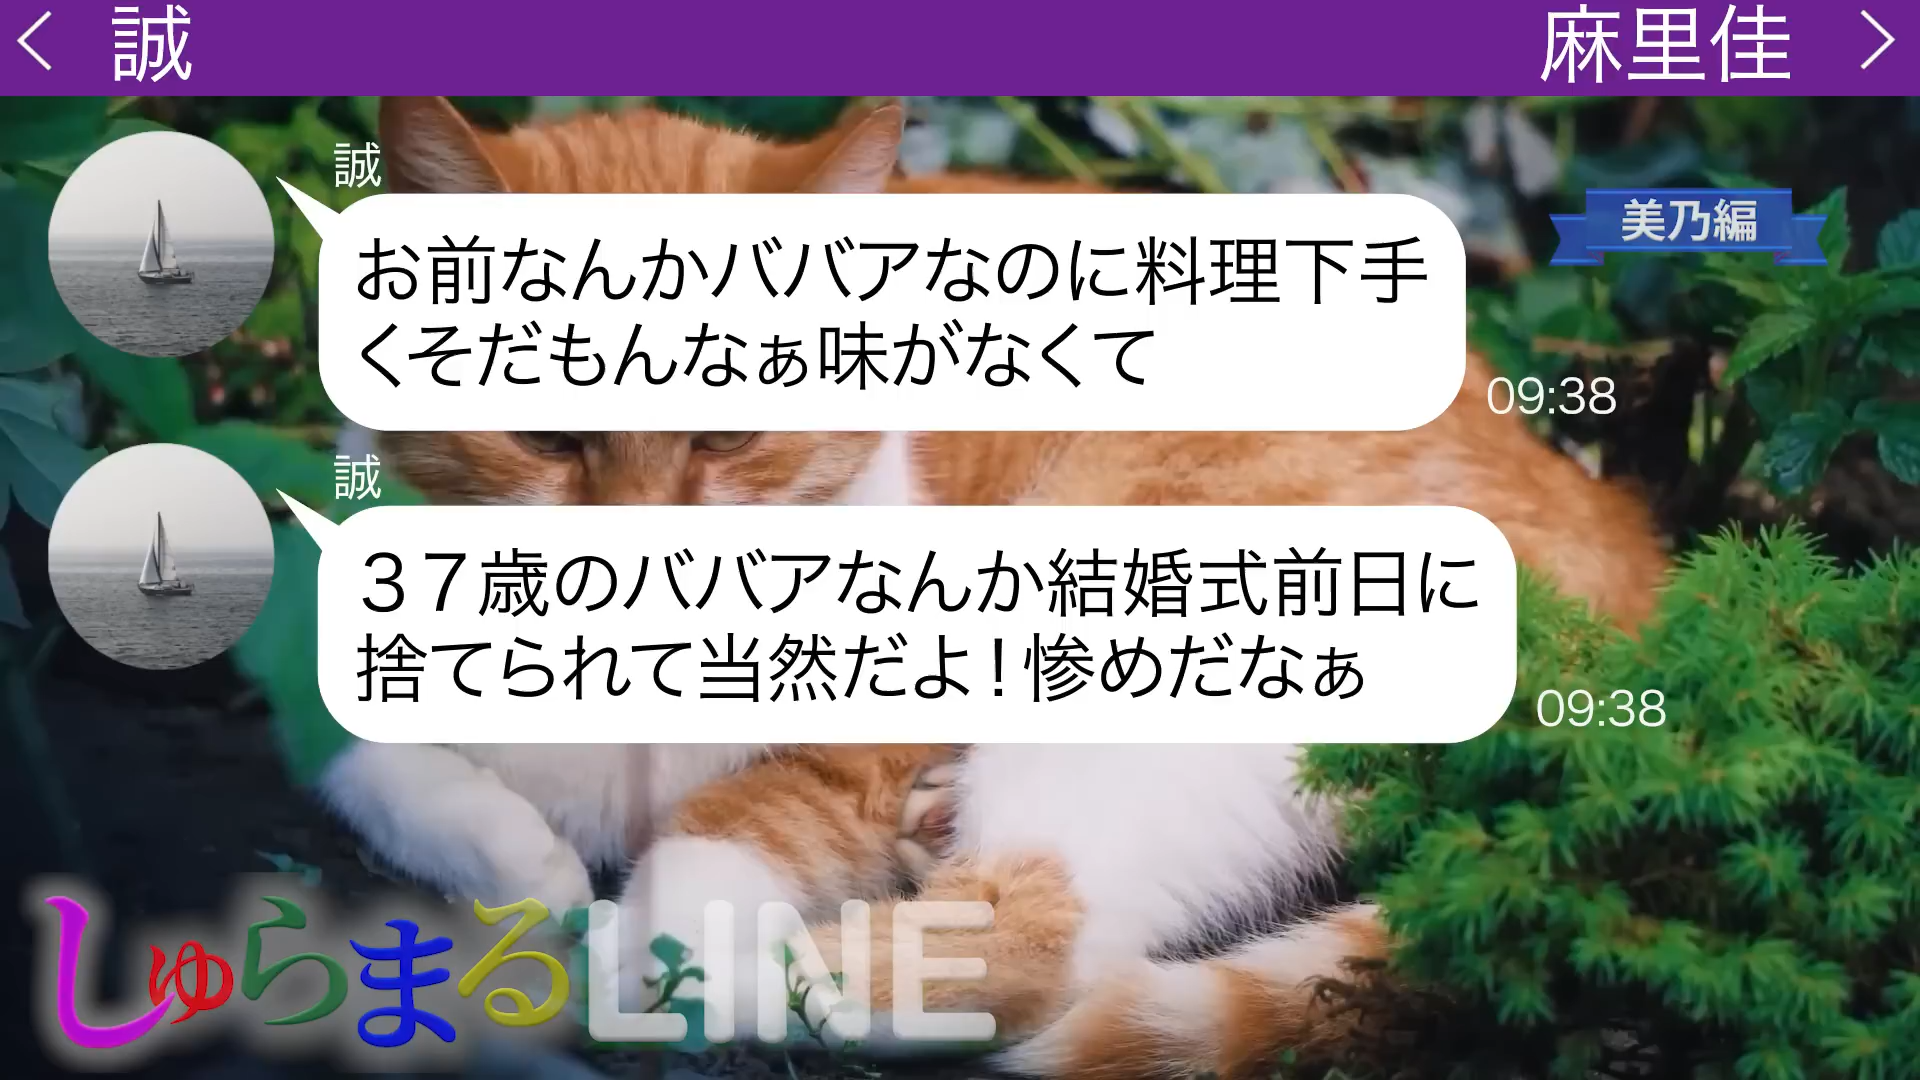 誠
麻里佳
美乃編
誠
お前なんかババアなのに料理下手
くそだもんなぁ味がなくて
09:38
誠
３７歳のババアなんか結婚式前日に
捨てられて当然だよ！惨めだなぁ
09:38
しゅらまるLINE